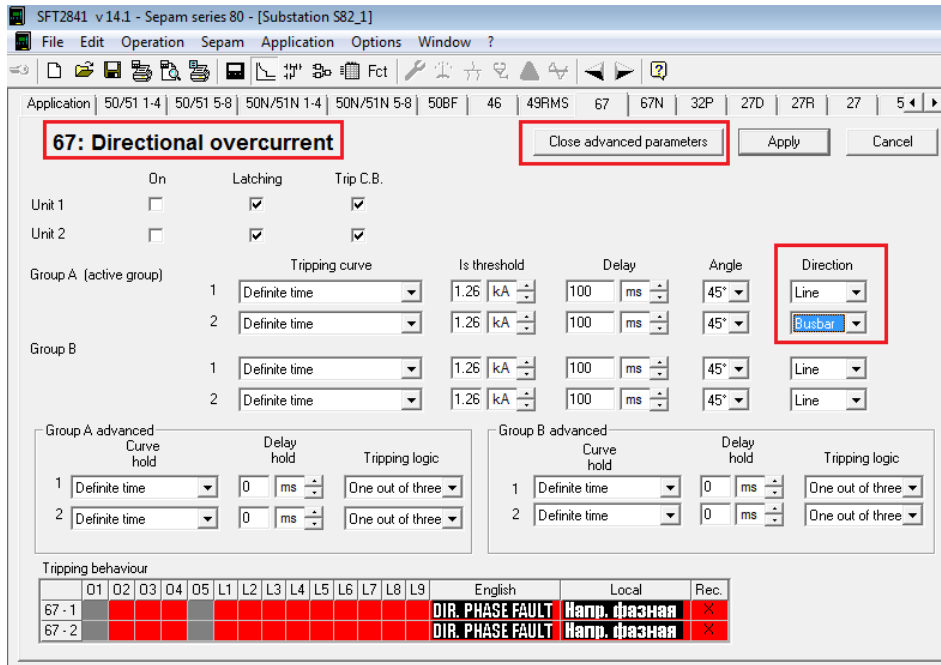 SFT2841 v14.1 - Sepam series 80 - [Substation S82_1]
File Edit Operation Sepam Application Options Window ?
Fct
Application 50/51 1-4 50/51 5-8 50N/51N 1-4 50N/51N 5-8 50BF 46 49RMS 67 67N 32P 27D 27R 27 5
67: Directional overcurrent Close advanced parameters Apply Cancel
On Latching Trip C.B.
Unit 1
Unit 2
Group A (active group) Tripping curve Is threshold Delay Angle Direction
1 Definite time 1.26 kA 100 ms 45° Line
2 Definite time 1.26 kA 100 ms 45° Busbar
Group B
1 Definite time 1.26 kA 100 ms 45° Line
2 Definite time 1.26 kA 100 ms 45° Line
Group A advanced Group B advanced
Curve hold Delay hold Tripping logic Curve hold Delay hold Tripping logic
1 Definite time 0 ms One out of three 1 Definite time 0 ms One out of three
2 Definite time 0 ms One out of three 2 Definite time 0 ms One out of three
Tripping behaviour
O1 O2 O3 O4 O5 L1 L2 L3 L4 L5 L6 L7 L8 L9 English Local Rec.
67 - 1 DIR. PHASE FAULT Напр. фазная X
67 - 2 DIR. PHASE FAULT Напр. фазная X